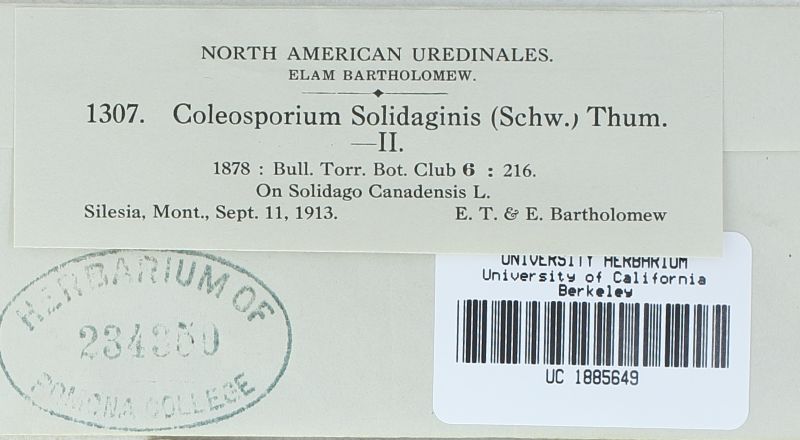 NORTH AMERICAN UREDINALES.
ELAM BARTHOLOMEW.
1307. Coleosporium Solidaginis (Schw.) Thum.
—II.
1878 : Bull. Torr. Bot. Club 6 : 216.
On Solidago Canadensis L.
Silesia, Mont., Sept. 11, 1913. E. T. & E. Bartholomew
HERBARIUM OF
POMONA COLLEGE
UNIVERSITY HERBARIUM
University of California
Berkeley
UC 1885649